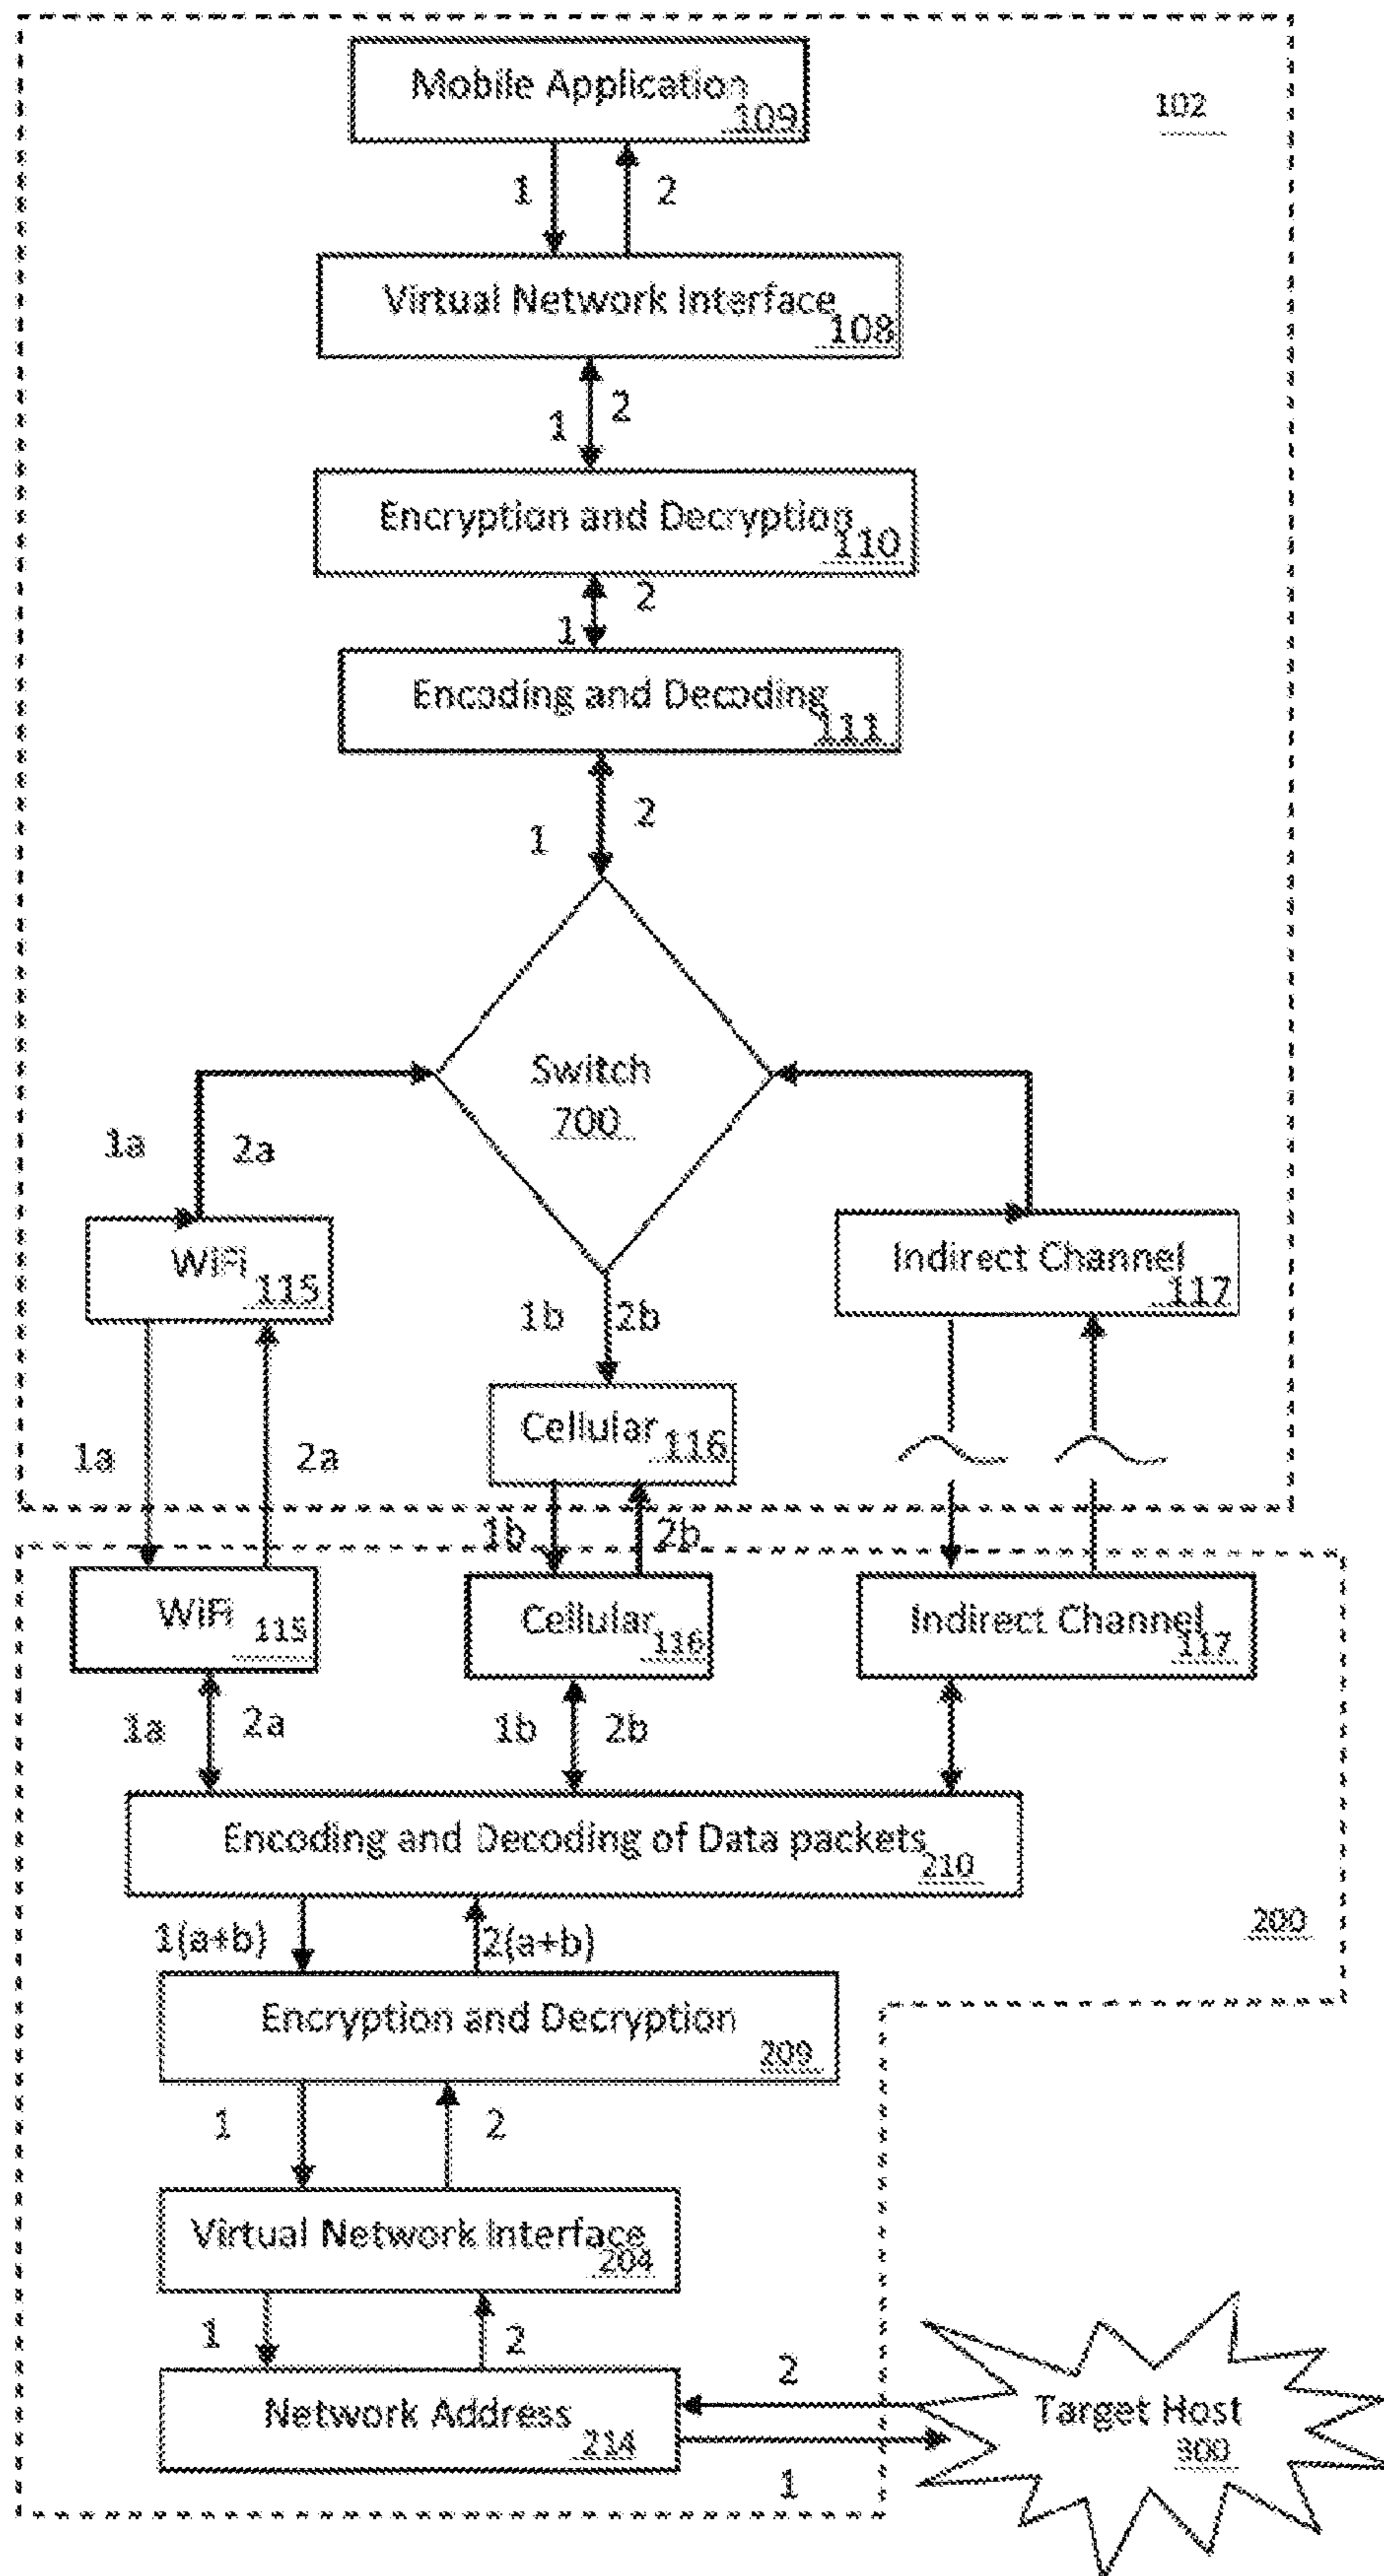 Mobile Application
109
102
1
2
Virtual Network Interface
108
1
2
Encryption and Decryption
110
1
2
Encoding and Decoding
111
1
2
Switch
700
1a
2a
WiFi
115
1b
2b
Indirect Channel
117
Cellular
116
1a
2a
1b
2b
WiFi
115
Cellular
116
Indirect Channel
117
1a
2a
1b
2b
Encoding and Decoding of Data packets
210
200
1(a+b)
2(a+b)
Encryption and Decryption
209
1
2
Virtual Network Interface
204
1
2
Network Address
214
2
1
Target Host
300